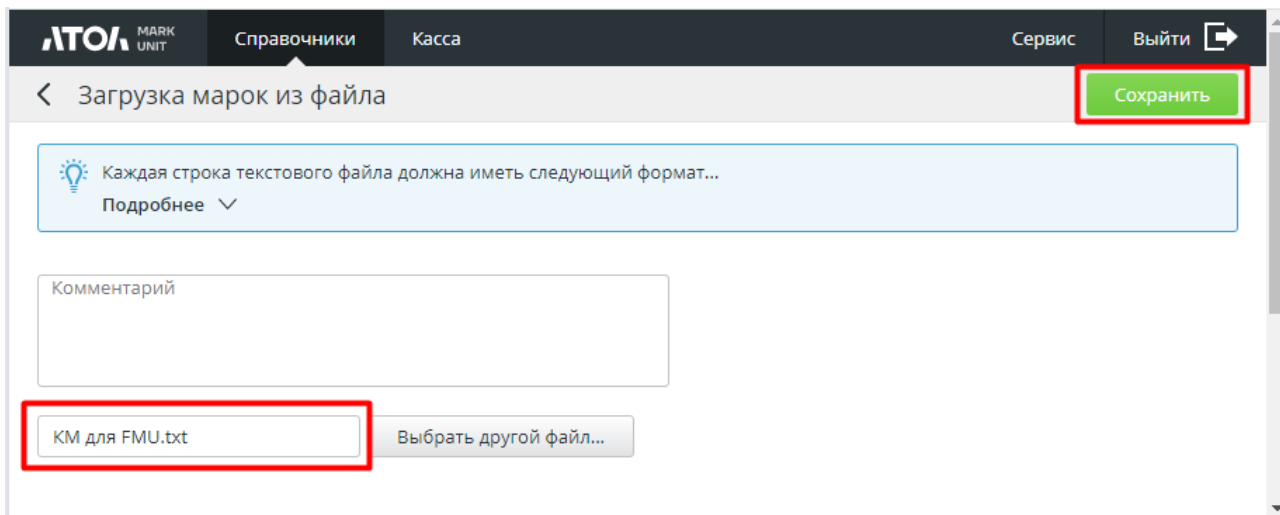 АТОЛ MARK UNIT Справочники Касса Сервис Выйти
Загрузка марок из файла Сохранить
Каждая строка текстового файла должна иметь следующий формат...
Подробнее
Комментарий
КМ для FMU.txt Выбрать другой файл...